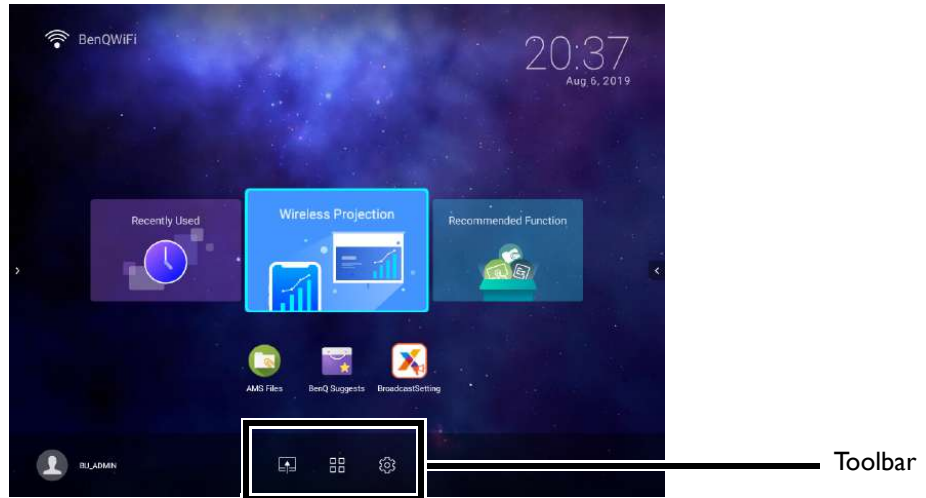 BenQWiFi
20:37
Aug 6, 2019
Recently Used
Wireless Projection
Recommended Function
AMS Files
BenQ Suggests
BroadcastSetting
BU_ADMIN
Toolbar